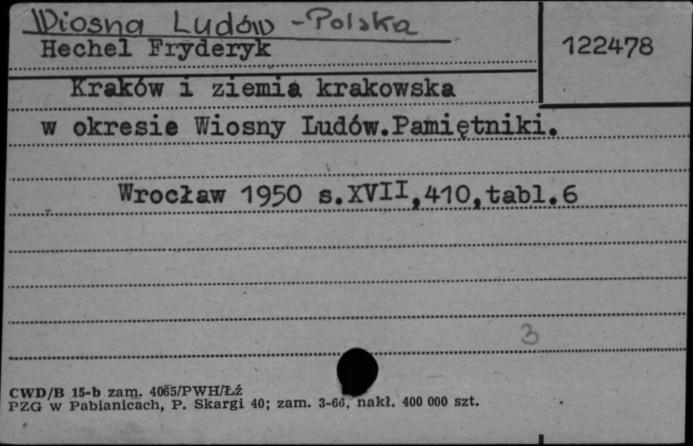 Wiosna Ludów - Polska
Hechel Fryderyk
122478
Kraków i ziemia krakowska
w okresie Wiosny Ludów.Pamiętniki.
Wrocław 1950 s.XVII,410,tabl.6
3
CWD/B 15-b zam. 4065/PWH/Łź
PZG w Pabianicach, P. Skargi 40; zam. 3-66, nakł. 400 000 szt.